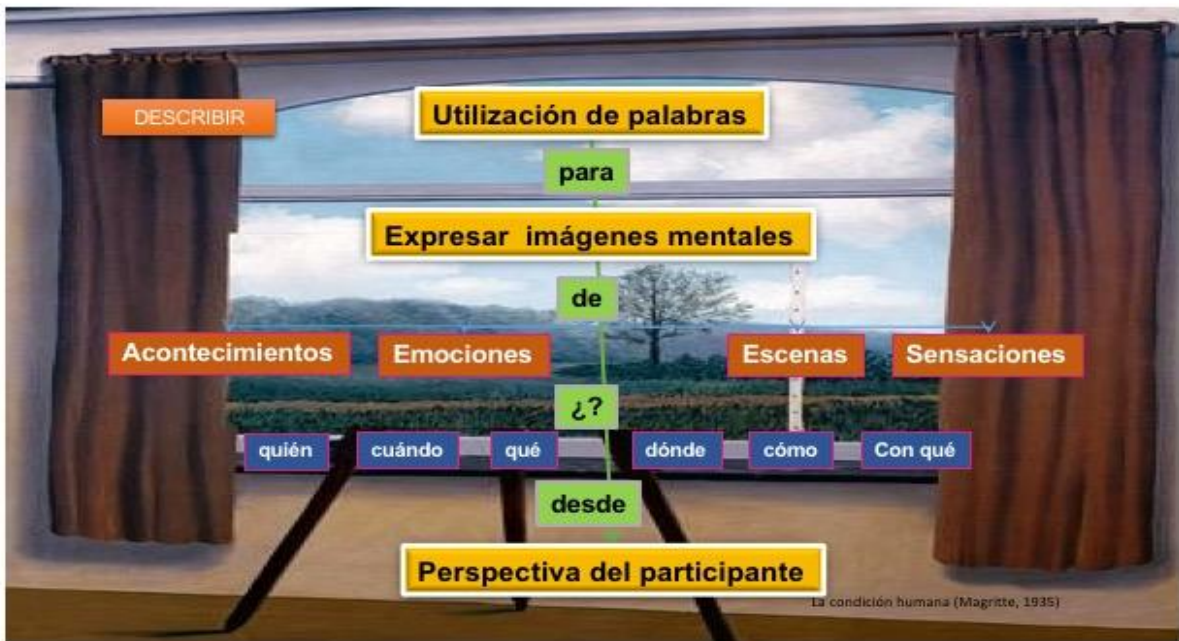 DESCRIBIR
Utilización de palabras
para
Expresar imágenes mentales
de
Acontecimientos
Emociones
Escenas
Sensaciones
¿?
quién
cuándo
qué
dónde
cómo
Con qué
desde
Perspectiva del participante
La condición humana (Magritte, 1935)